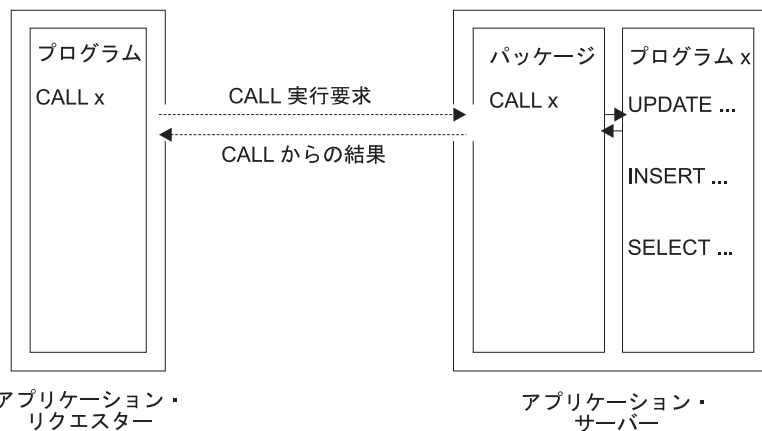 プログラム
CALL x
CALL 実行要求
CALL からの結果
パッケージ
CALL x
プログラム x
UPDATE ...
INSERT ...
SELECT ...
アプリケーション・
リクエスター
アプリケーション・
サーバー